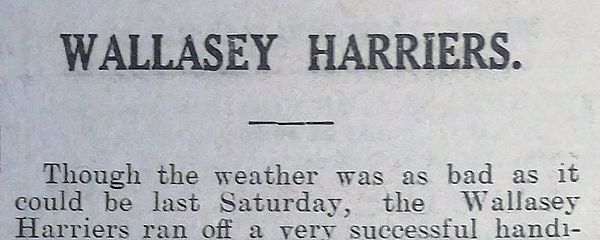 WALLASEY HARRIERS.
Though the weather was as bad as it
could be last Saturday, the Wallasey
Harriers ran off a very successful handi-